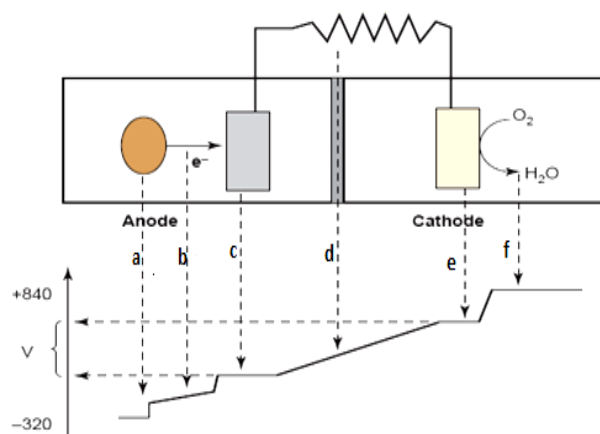 O₂
e⁻
H₂O
Anode
Cathode
a
b
c
d
e
f
+840
V
–320